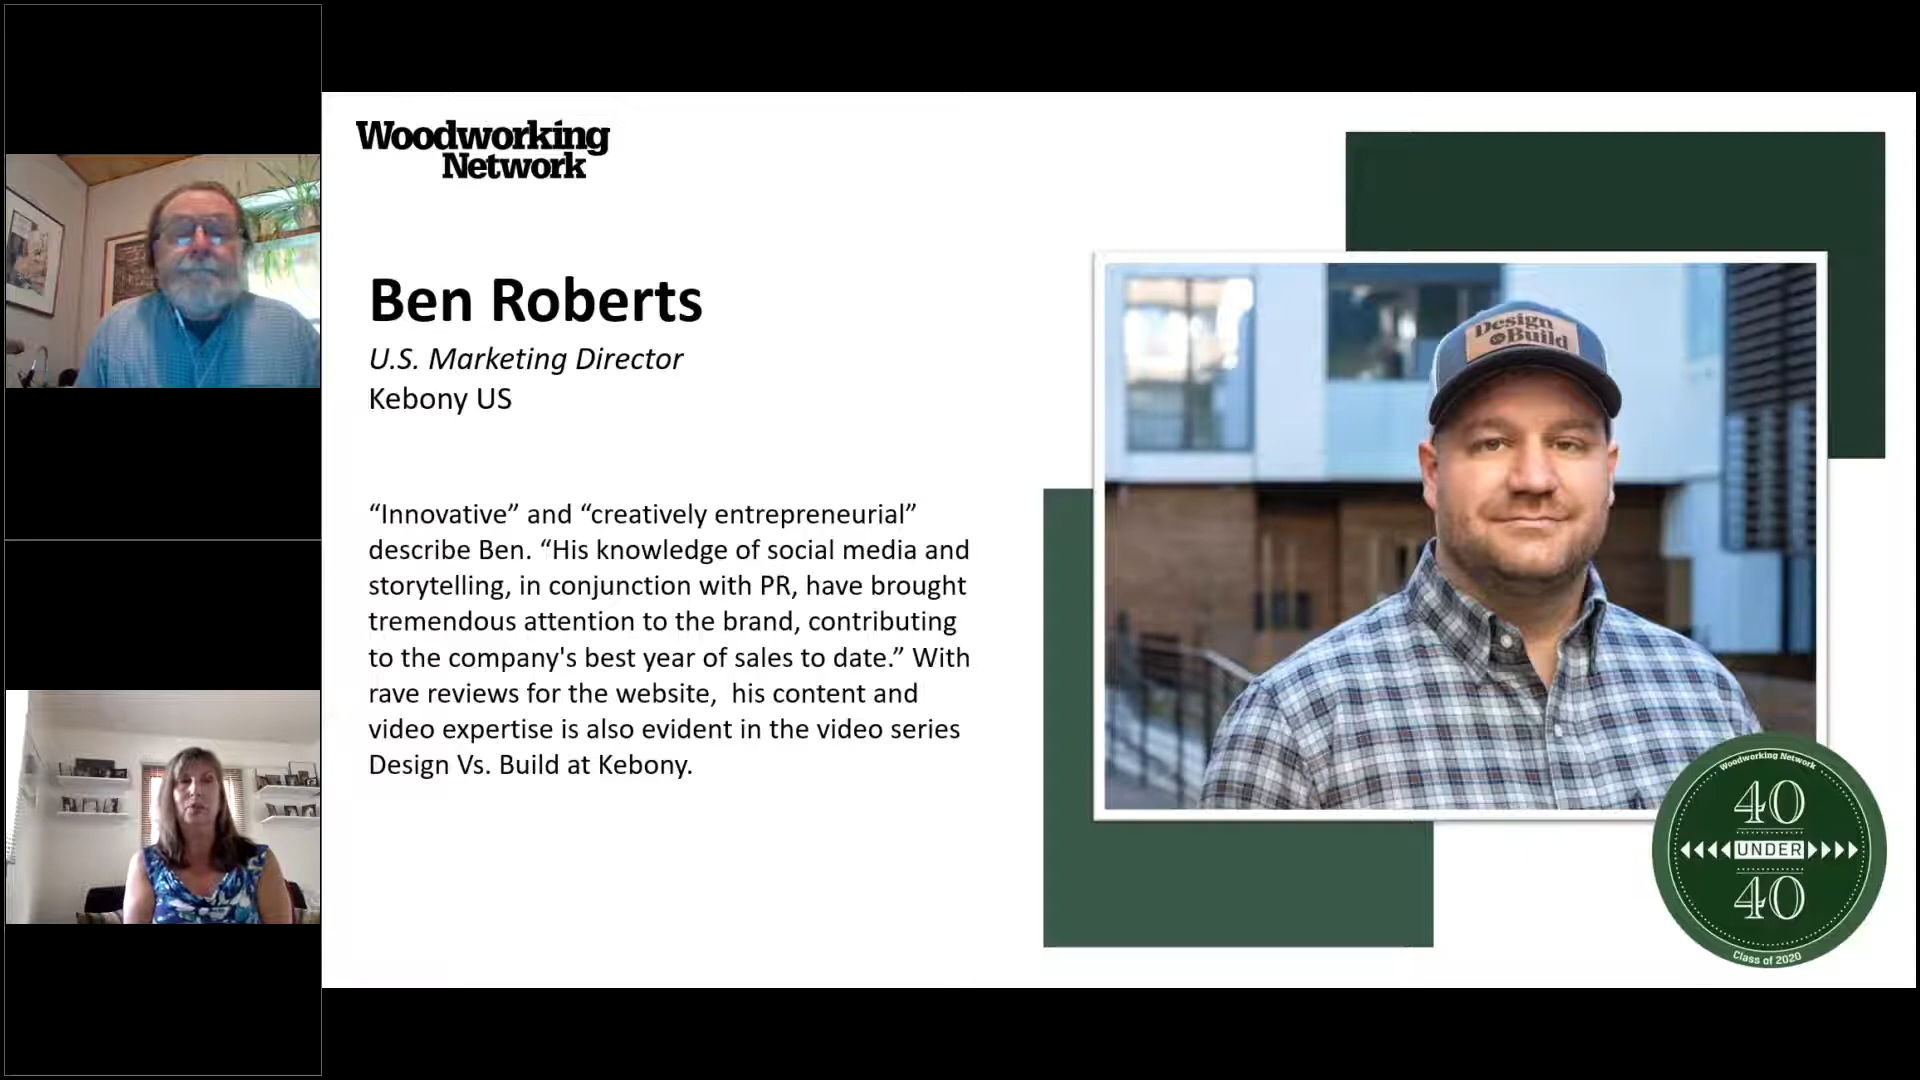 Woodworking
Network
Ben Roberts
U.S. Marketing Director
Kebony US
“Innovative” and “creatively entrepreneurial”
describe Ben. “His knowledge of social media and
storytelling, in conjunction with PR, have brought
tremendous attention to the brand, contributing
to the company's best year of sales to date.” With
rave reviews for the website,  his content and
video expertise is also evident in the video series
Design Vs. Build at Kebony.
Design
Build
Woodworking Network
40
UNDER
40
Class of 2020